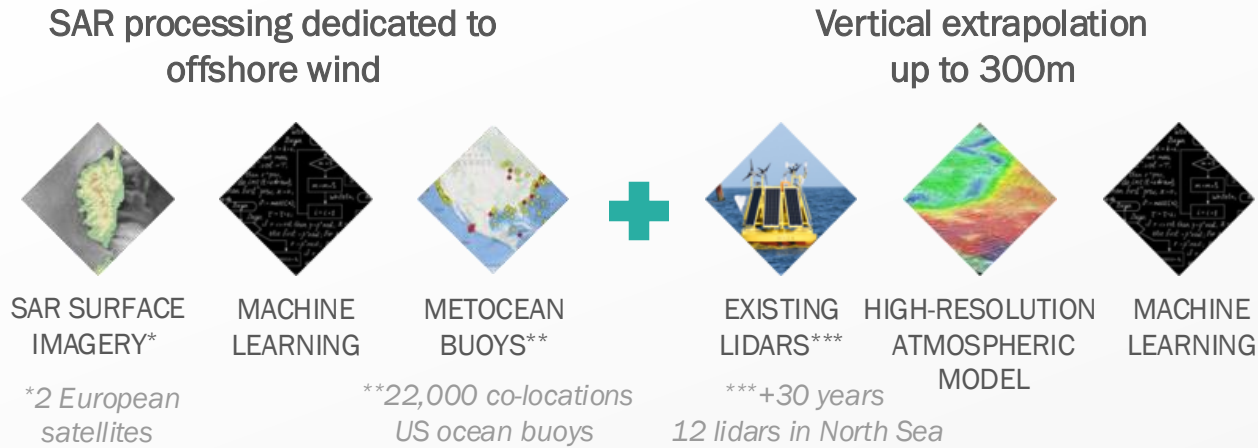 SAR processing dedicated to
offshore wind
Vertical extrapolation
up to 300m
SAR SURFACE
IMAGERY*
MACHINE
LEARNING
METOCEAN
BUOYS**
EXISTING
LIDARS***
HIGH-RESOLUTION
ATMOSPHERIC
MODEL
MACHINE
LEARNING
*2 European
satellites
**22,000 co-locations
US ocean buoys
***+30 years
12 lidars in North Sea